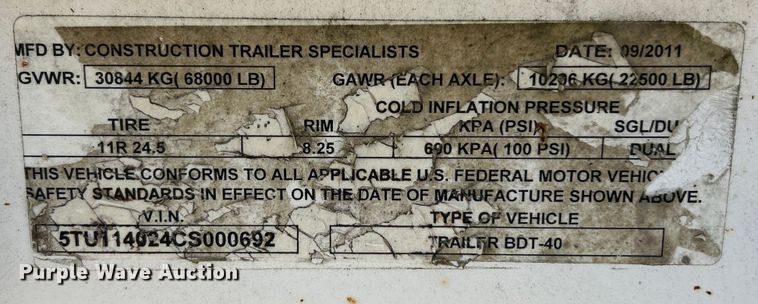 MFD BY: CONSTRUCTION TRAILER SPECIALISTS DATE: 09/2011
GVWR: 30844 KG( 68000 LB) GAWR (EACH AXLE): 10206 KG( 22500 LB)
COLD INFLATION PRESSURE
TIRE RIM KPA (PSI) SGL/DU
11R 24.5 8.25 690 KPA( 100 PSI) DUAL
THIS VEHICLE CONFORMS TO ALL APPLICABLE U.S. FEDERAL MOTOR VEHIC
SAFETY STANDARDS IN EFFECT ON THE DATE OF MANUFACTURE SHOWN ABOVE.
V.I.N. TYPE OF VEHICLE
5TU114024CS000692 TRAILER BDT-40
Purple Wave Auction